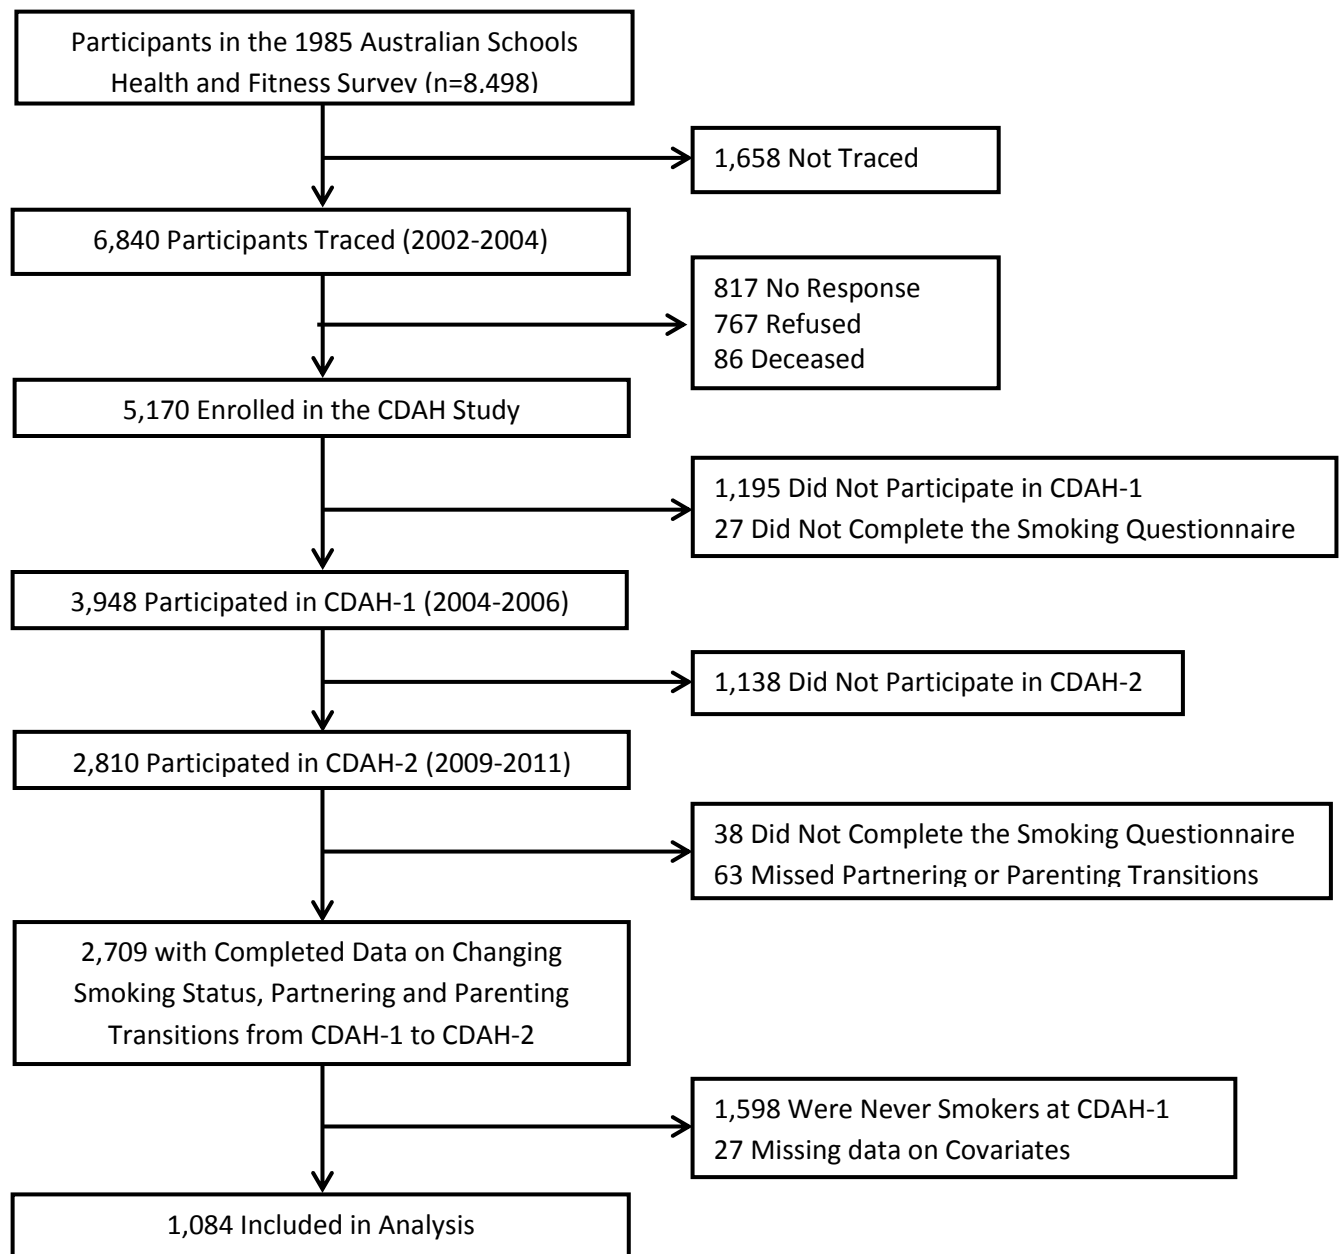 Participants in the 1985 Australian Schools
Health and Fitness Survey (n=8,498)
1,658 Not Traced
6,840 Participants Traced (2002-2004)
817 No Response
767 Refused
86 Deceased
5,170 Enrolled in the CDAH Study
1,195 Did Not Participate in CDAH-1
27 Did Not Complete the Smoking Questionnaire
3,948 Participated in CDAH-1 (2004-2006)
1,138 Did Not Participate in CDAH-2
2,810 Participated in CDAH-2 (2009-2011)
38 Did Not Complete the Smoking Questionnaire
63 Missed Partnering or Parenting Transitions
2,709 with Completed Data on Changing
Smoking Status, Partnering and Parenting
Transitions from CDAH-1 to CDAH-2
1,598 Were Never Smokers at CDAH-1
27 Missing data on Covariates
1,084 Included in Analysis